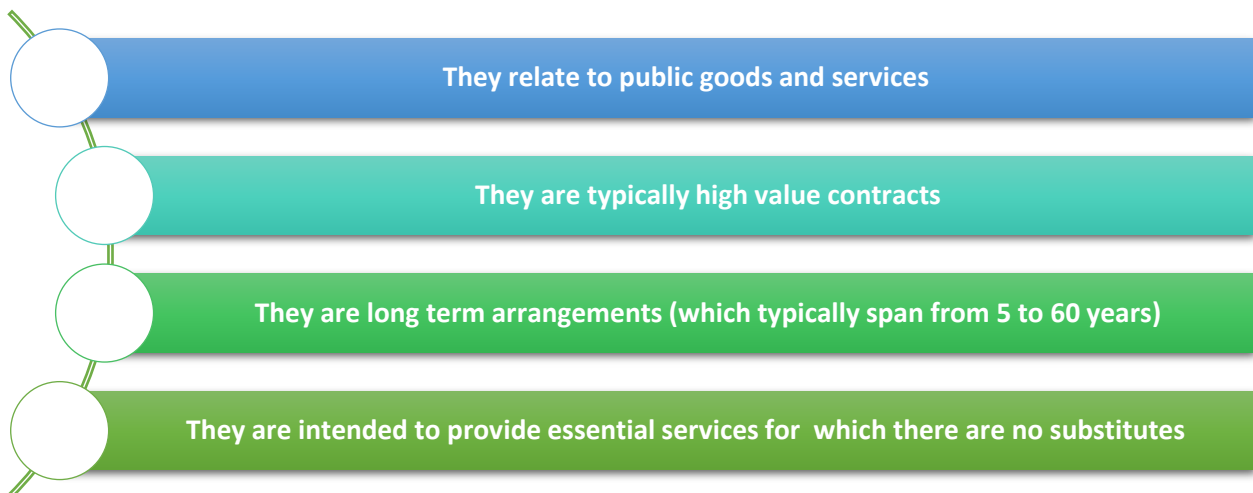 They relate to public goods and services
They are typically high value contracts
They are long term arrangements (which typically span from 5 to 60 years)
They are intended to provide essential services for  which there are no substitutes